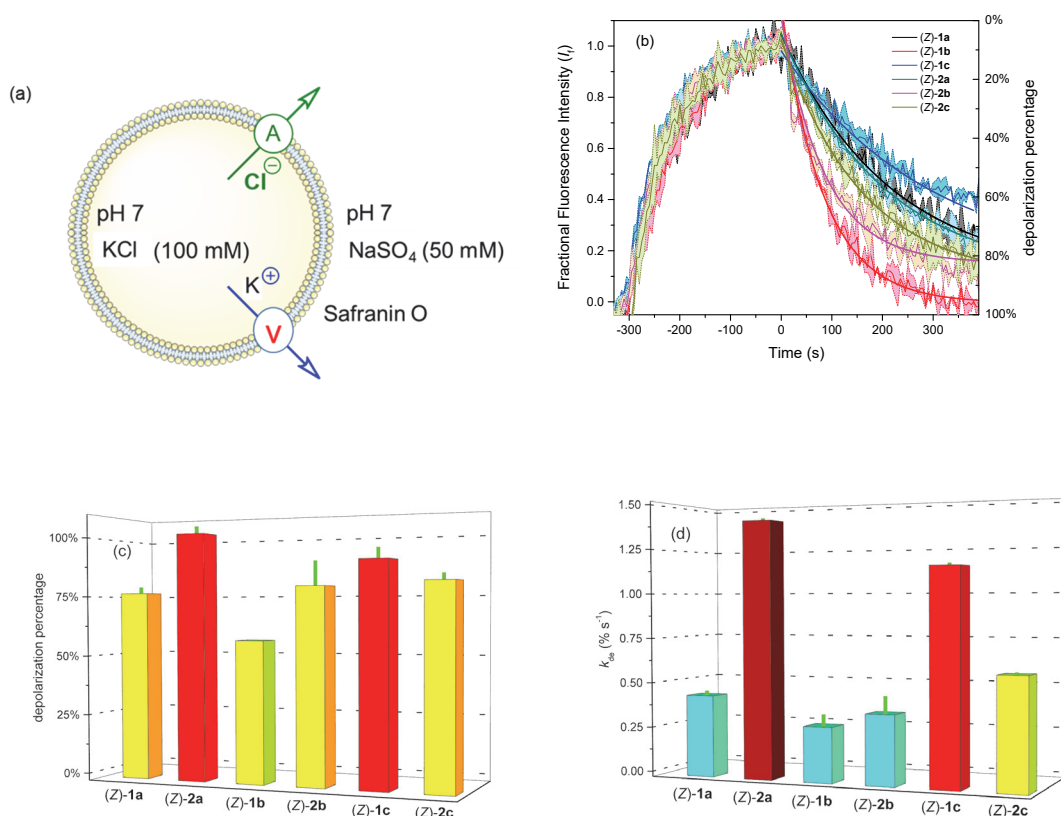 (a)
A
Cl⊖
pH 7
pH 7
KCl (100 mM)
NaSO₄ (50 mM)
K⊕
Safranin O
V
(b)
(Z)-1a
(Z)-1b
(Z)-1c
(Z)-2a
(Z)-2b
(Z)-2c
Fractional Fluorescence Intensity (If)
1.0
0.8
0.6
0.4
0.2
0.0
0%
20%
40%
60%
80%
100%
depolarization percentage
-300 -200 -100 0 100 200 300
Time (s)
(c)
depolarization percentage
100%
75%
50%
25%
0%
(Z)-1a (Z)-2a (Z)-1b (Z)-2b (Z)-1c (Z)-2c
(d)
kde (% s⁻¹)
1.50
1.25
1.00
0.75
0.50
0.25
0.00
(Z)-1a (Z)-2a (Z)-1b (Z)-2b (Z)-1c (Z)-2c